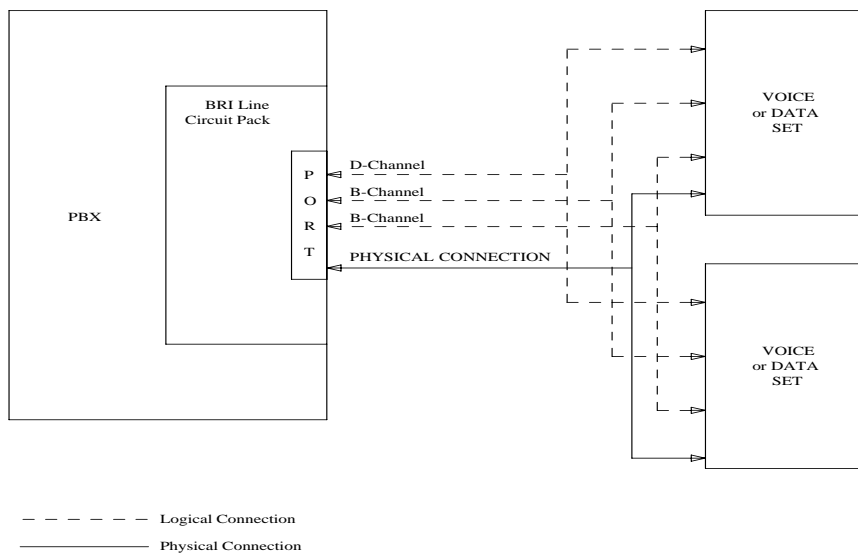 BRI Line
Circuit Pack
PBX
P
O
R
T
D-Channel
B-Channel
B-Channel
PHYSICAL CONNECTION
VOICE
or DATA
SET
VOICE
or DATA
SET
Logical Connection
Physical Connection